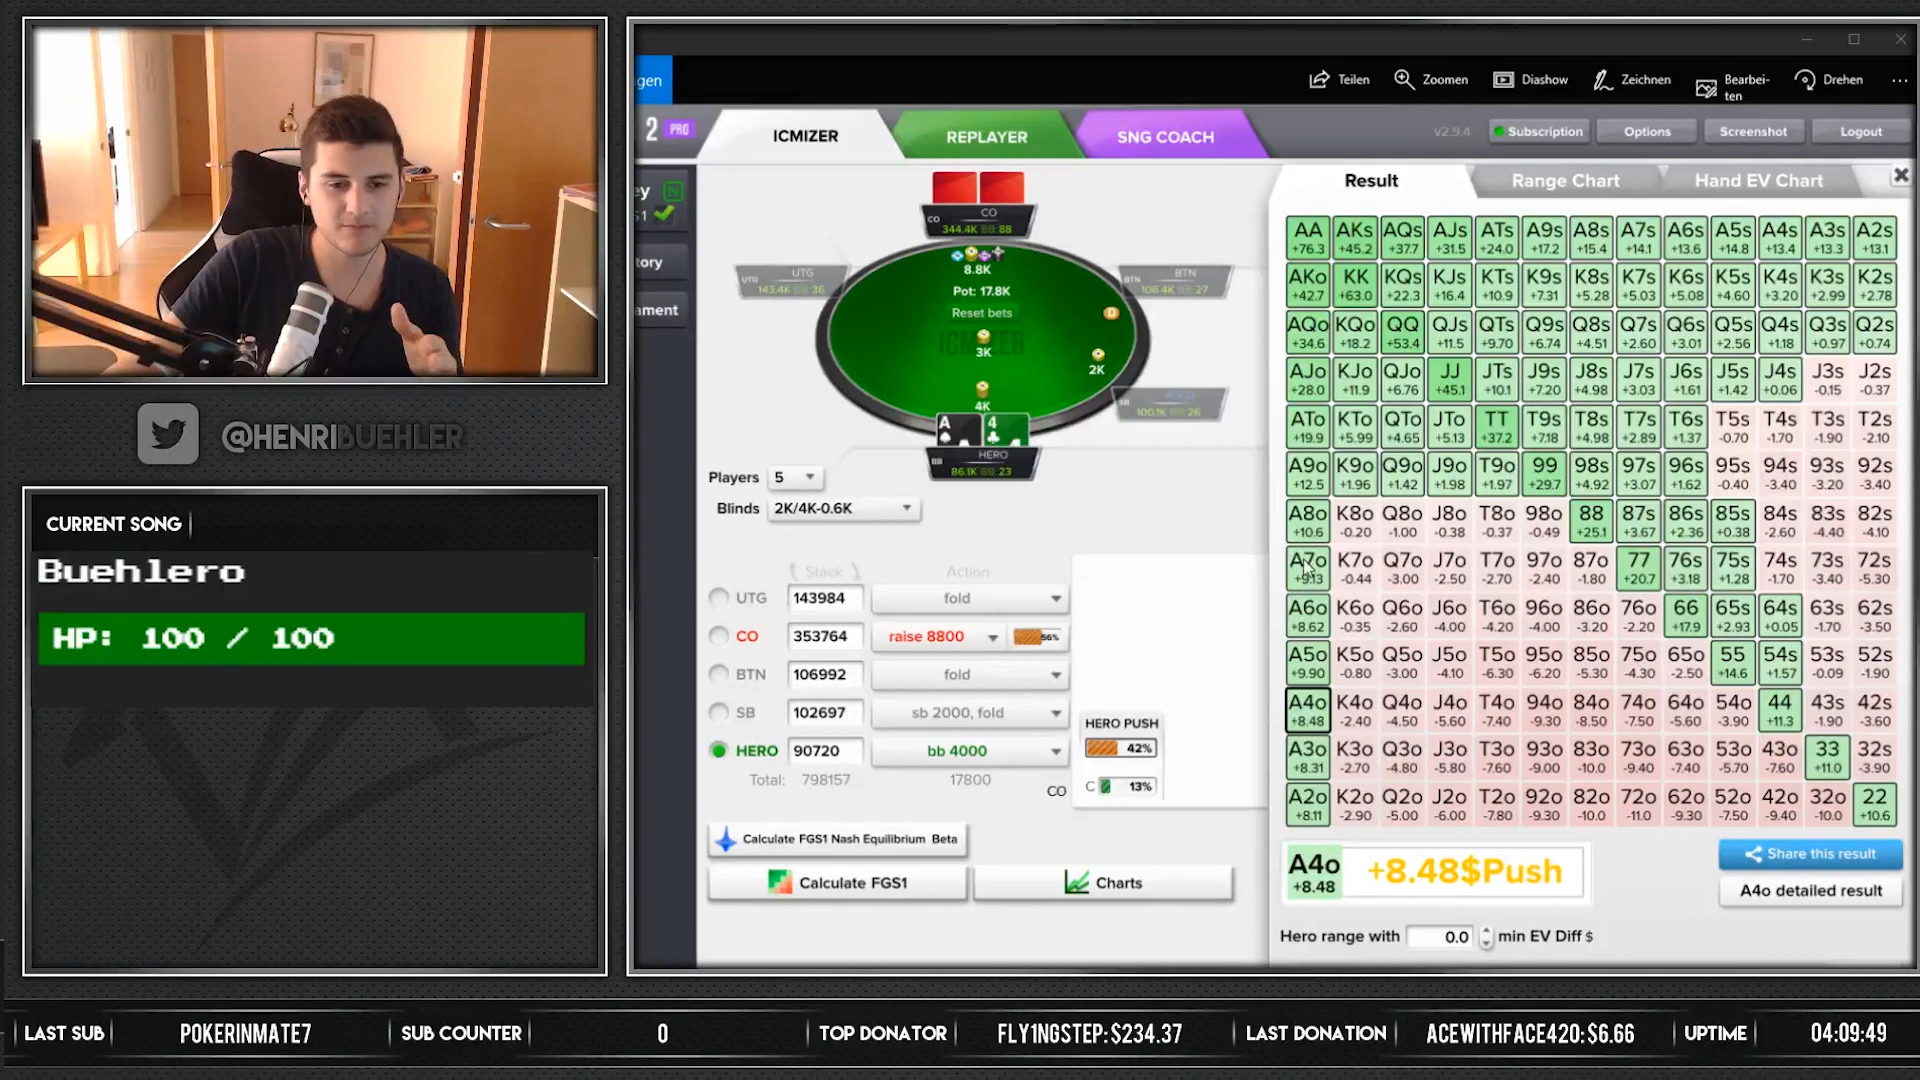 gen
Teilen
Zoomen
Diashow
Zeichnen
Bearbei-
ten
Drehen
2 PRO
ICMIZER
REPLAYER
SNG COACH
v2.9.4
Subscription
Options
Screenshot
Logout
Result
Range Chart
Hand EV Chart
CO
CO
344.4K BB:88
UTG
UTG
143.4K BB:36
BTN
BTN
106.4K BB:27
8.8K
Pot: 17.8K
Reset bets
ICMIZER
3K
2K
4K
D
SB
100.1K BB:26
A
4
BB
HERO
86.1K BB:23
Players 5
Blinds 2K/4K-0.6K
Stack Action
UTG 143984 fold
CO 353764 raise 8800 56%
BTN 106992 fold
SB 102697 sb 2000, fold
HERO 90720 bb 4000
Total: 798157 17800
HERO PUSH
42%
CO C 13%
Calculate FGS1 Nash Equilibrium Beta
Calculate FGS1
Charts
AA AKs AQs AJs ATs A9s A8s A7s A6s A5s A4s A3s A2s
+76.3 +45.2 +37.7 +31.5 +24.0 +17.2 +15.4 +14.1 +13.6 +14.8 +13.4 +13.3 +13.1
AKo KK KQs KJs KTs K9s K8s K7s K6s K5s K4s K3s K2s
+42.7 +63.0 +22.3 +16.4 +10.9 +7.31 +5.28 +5.03 +5.08 +4.60 +3.20 +2.99 +2.78
AQo KQo QQ QJs QTs Q9s Q8s Q7s Q6s Q5s Q4s Q3s Q2s
+34.6 +18.2 +53.4 +11.5 +9.70 +6.74 +4.51 +2.60 +3.01 +2.56 +1.18 +0.97 +0.74
AJo KJo QJo JJ JTs J9s J8s J7s J6s J5s J4s J3s J2s
+28.0 +11.9 +6.76 +45.1 +10.1 +7.20 +4.98 +3.03 +1.61 +1.42 +0.06 -0.15 -0.37
ATo KTo QTo JTo TT T9s T8s T7s T6s T5s T4s T3s T2s
+19.9 +5.99 +4.65 +5.13 +37.2 +7.18 +4.98 +2.89 +1.37 -0.70 -1.70 -1.90 -2.10
A9o K9o Q9o J9o T9o 99 98s 97s 96s 95s 94s 93s 92s
+12.5 +1.96 +1.42 +1.98 +1.97 +29.7 +4.92 +3.07 +1.62 -0.40 -3.40 -3.20 -3.40
A8o K8o Q8o J8o T8o 98o 88 87s 86s 85s 84s 83s 82s
+10.6 -0.20 -1.00 -0.38 -0.37 -0.49 +25.1 +3.67 +2.36 +0.38 -2.60 -4.40 -4.10
A7o K7o Q7o J7o T7o 97o 87o 77 76s 75s 74s 73s 72s
+9.13 -0.44 -3.00 -2.50 -2.70 -2.40 -1.80 +20.7 +3.18 +1.28 -1.70 -3.40 -5.30
A6o K6o Q6o J6o T6o 96o 86o 76o 66 65s 64s 63s 62s
+8.62 -0.35 -2.60 -4.00 -4.20 -4.00 -3.20 -2.20 +17.9 +2.93 +0.05 -1.70 -3.50
A5o K5o Q5o J5o T5o 95o 85o 75o 65o 55 54s 53s 52s
+9.90 -0.80 -3.00 -4.10 -6.30 -6.20 -5.30 -4.30 -2.50 +14.6 +1.57 -0.09 -1.90
A4o K4o Q4o J4o T4o 94o 84o 74o 64o 54o 44 43s 42s
+8.48 -2.40 -4.50 -5.60 -7.40 -9.30 -8.50 -7.50 -5.60 -3.90 +11.3 -1.90 -3.60
A3o K3o Q3o J3o T3o 93o 83o 73o 63o 53o 43o 33 32s
+8.31 -2.70 -4.80 -5.80 -7.60 -9.00 -10.0 -9.40 -7.40 -5.70 -7.60 +11.0 -3.90
A2o K2o Q2o J2o T2o 92o 82o 72o 62o 52o 42o 32o 22
+8.11 -2.90 -5.00 -6.00 -7.80 -9.30 -10.0 -11.0 -9.30 -7.50 -9.40 -10.0 +10.6
A4o
+8.48
+8.48$Push
Share this result
A4o detailed result
Hero range with 0.0 min EV Diff $
ey N
1
tory
ament
@HENRIBUEHLER
CURRENT SONG
Buehlero
HP: 100 / 100
LAST SUB POKERINMATE7 SUB COUNTER 0 TOP DONATOR FLY1NGSTEP:$234.37 LAST DONATION ACEWITHFACE420:$6.66 UPTIME 04:09:49